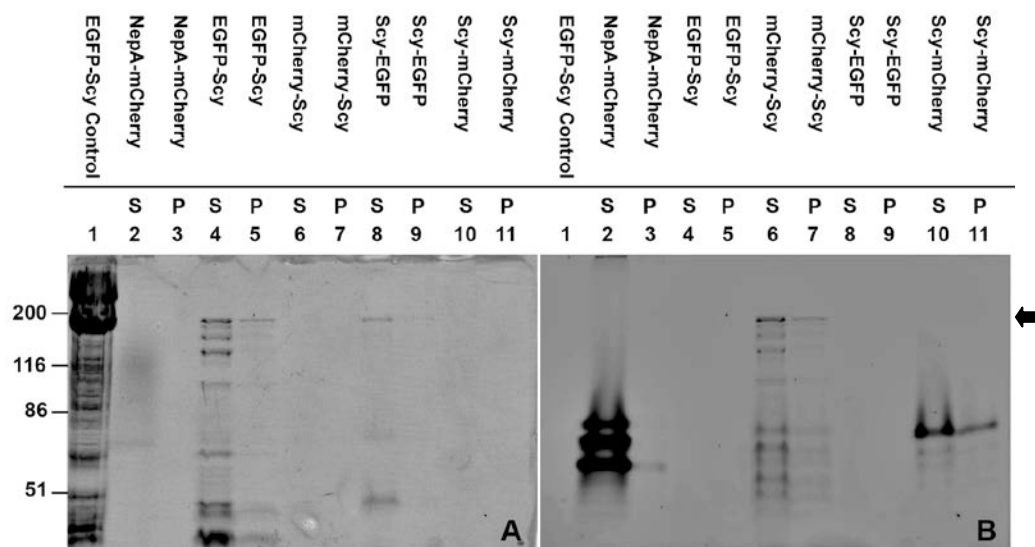 EGFP-Scy Control
NepA-mCherry
NepA-mCherry
EGFP-Scy
EGFP-Scy
mCherry-Scy
mCherry-Scy
Scy-EGFP
Scy-EGFP
Scy-mCherry
Scy-mCherry
EGFP-Scy Control
NepA-mCherry
NepA-mCherry
EGFP-Scy
EGFP-Scy
mCherry-Scy
mCherry-Scy
Scy-EGFP
Scy-EGFP
Scy-mCherry
Scy-mCherry
S P S P S P S P S P S P S P S P S P S P
1 2 3 4 5 6 7 8 9 10 11 1 2 3 4 5 6 7 8 9 10 11
200
116
86
51
A B